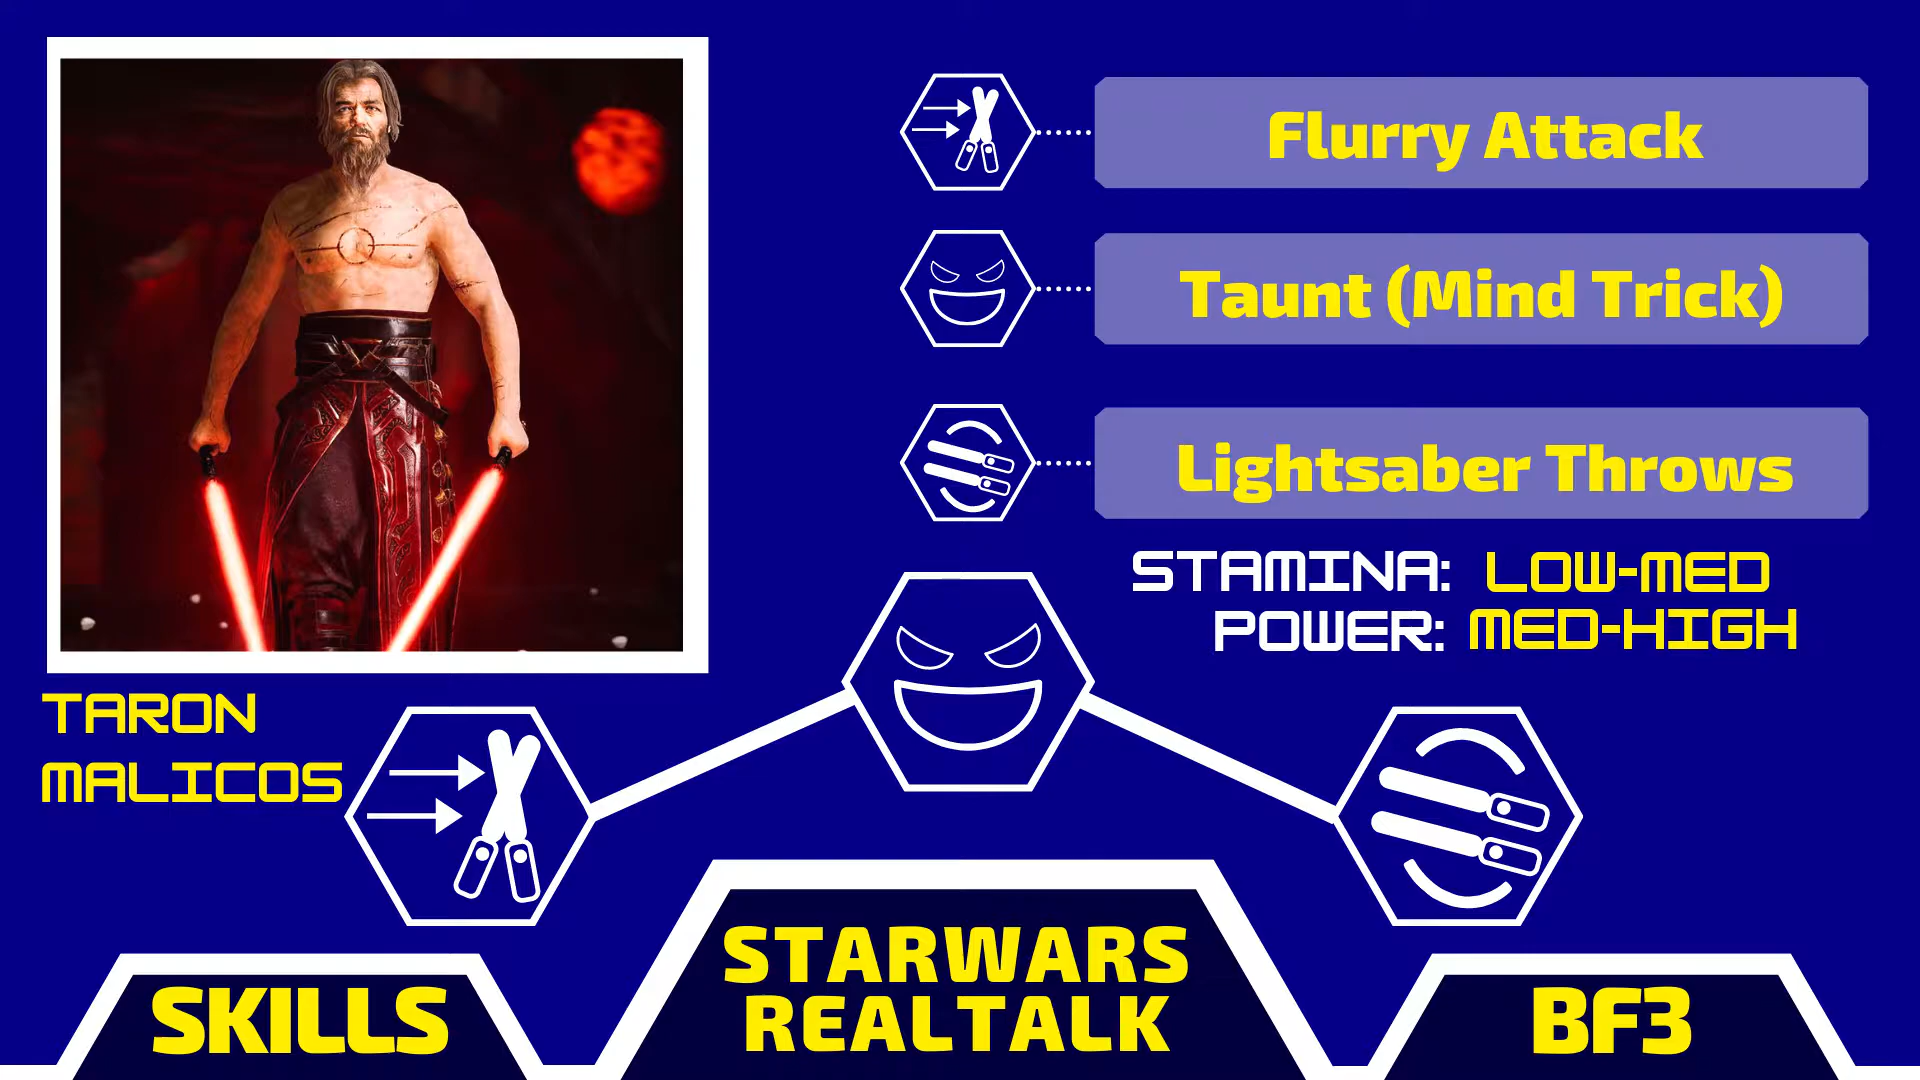 Flurry Attack
Taunt (Mind Trick)
Lightsaber Throws
STAMINA: LOW-MED
POWER: MED-HIGH
TARON
MALICOS
SKILLS
STARWARS
REALTALK
BF3